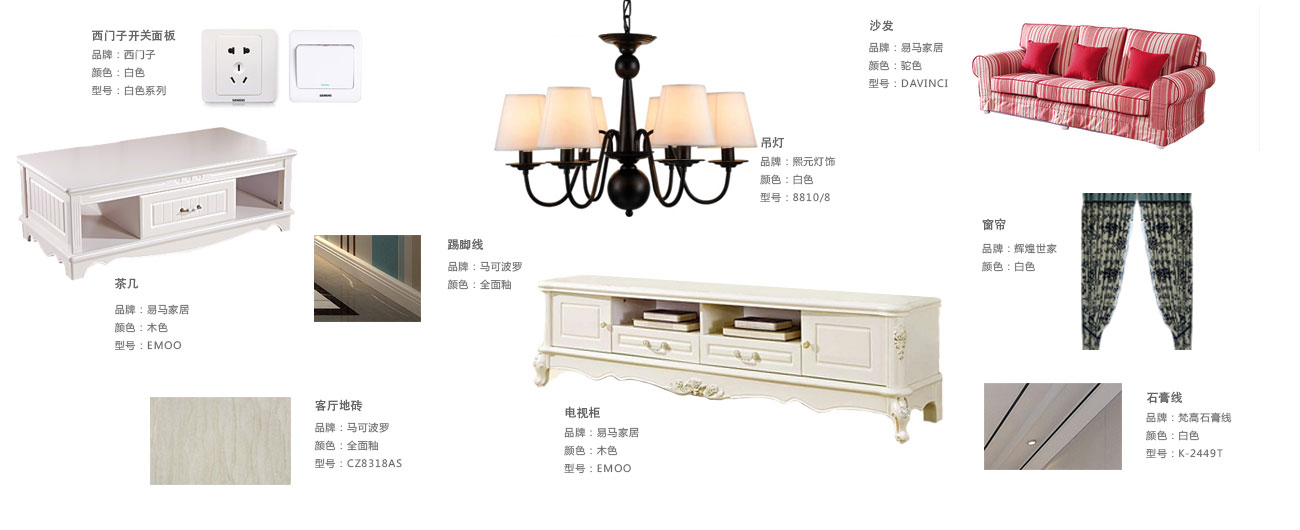 西门子开关面板
品牌：西门子
颜色：白色
型号：白色系列
SIEMENS
SIEMENS
吊灯
品牌：熙元灯饰
颜色：白色
型号：8810/8
沙发
品牌：易马家居
颜色：驼色
型号：DAVINCI
茶几
品牌：易马家居
颜色：木色
型号：EMOO
踢脚线
品牌：马可波罗
颜色：全面釉
窗帘
品牌：辉煌世家
颜色：白色
客厅地砖
品牌：马可波罗
颜色：全面釉
型号：CZ8318AS
电视柜
品牌：易马家居
颜色：木色
型号：EMOO
石膏线
品牌：梵高石膏线
颜色：白色
型号：K-2449T